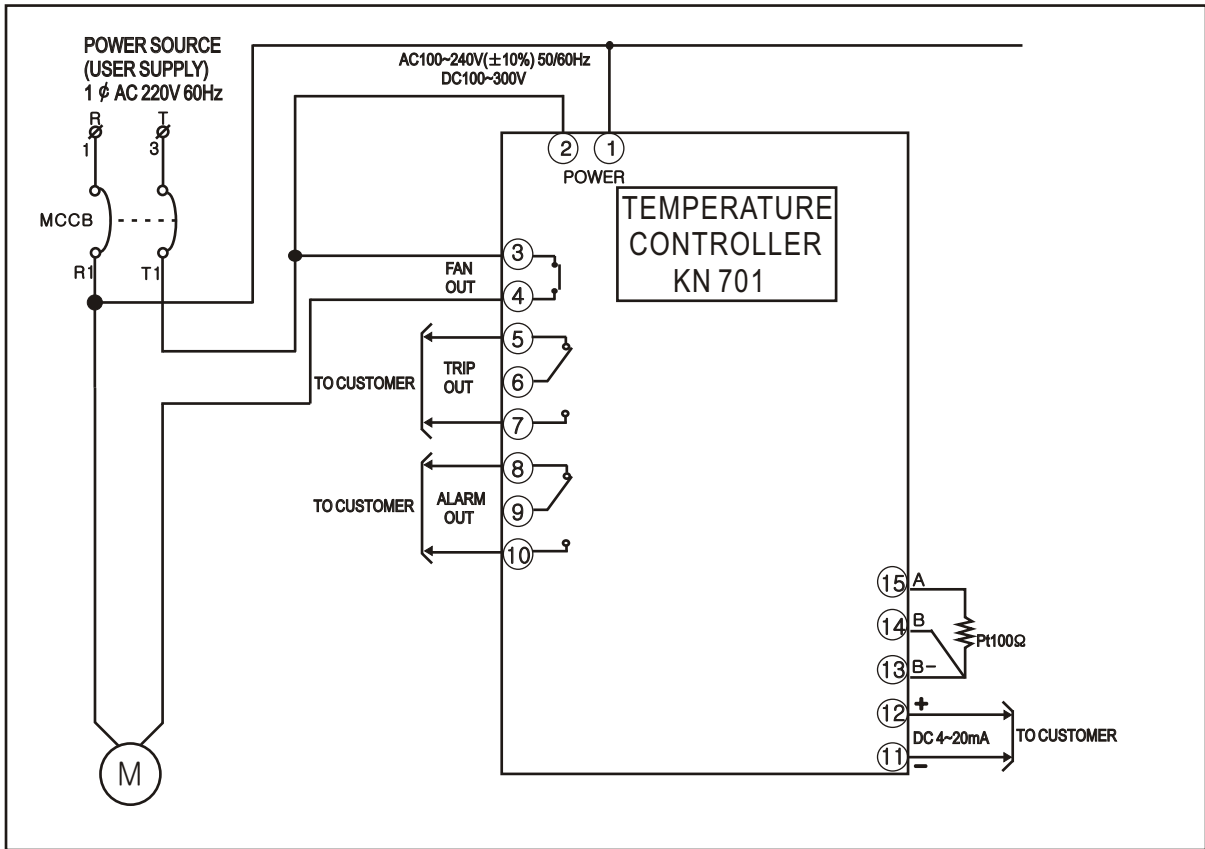 POWER SOURCE
(USER SUPPLY)
1 ⌀ AC 220V 60Hz
AC100~240V(±10%) 50/60Hz
DC100~300V
R
T
1
3
MCCB
R1
T1
2
1
POWER
TEMPERATURE
CONTROLLER
KN 701
3
FAN
OUT
4
5
TRIP
OUT
TO CUSTOMER
6
7
8
ALARM
OUT
TO CUSTOMER
9
10
15 A
14 B
Pt100Ω
13 B-
12 +
DC 4~20mA
TO CUSTOMER
11 -
M